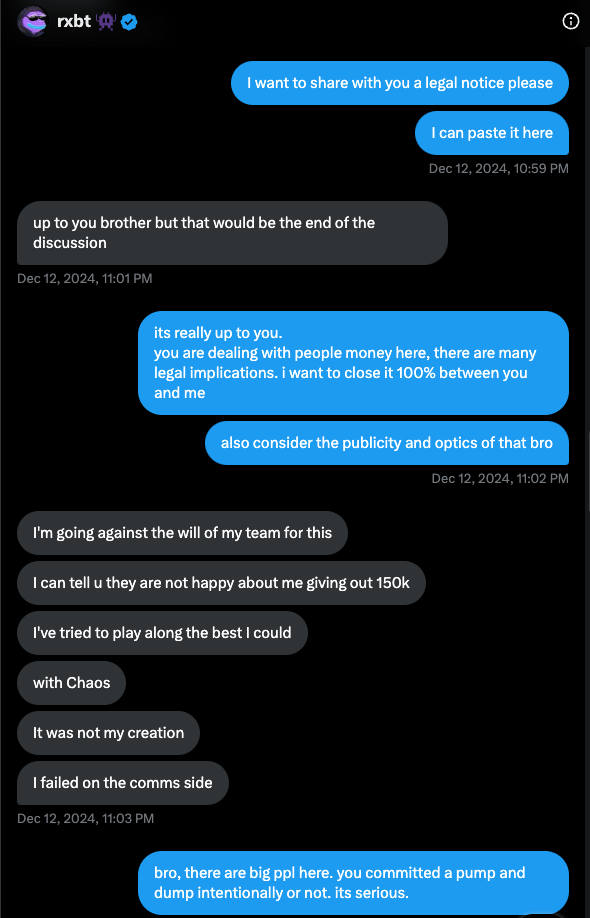 rxbt 👾
I want to share with you a legal notice please
I can paste it here
Dec 12, 2024, 10:59 PM
up to you brother but that would be the end of the
discussion
Dec 12, 2024, 11:01 PM
its really up to you.
you are dealing with people money here, there are many
legal implications. i want to close it 100% between you
and me
also consider the publicity and optics of that bro
Dec 12, 2024, 11:02 PM
I'm going against the will of my team for this
I can tell u they are not happy about me giving out 150k
I've tried to play along the best I could
with Chaos
It was not my creation
I failed on the comms side
Dec 12, 2024, 11:03 PM
bro, there are big ppl here. you committed a pump and
dump intentionally or not. its serious.